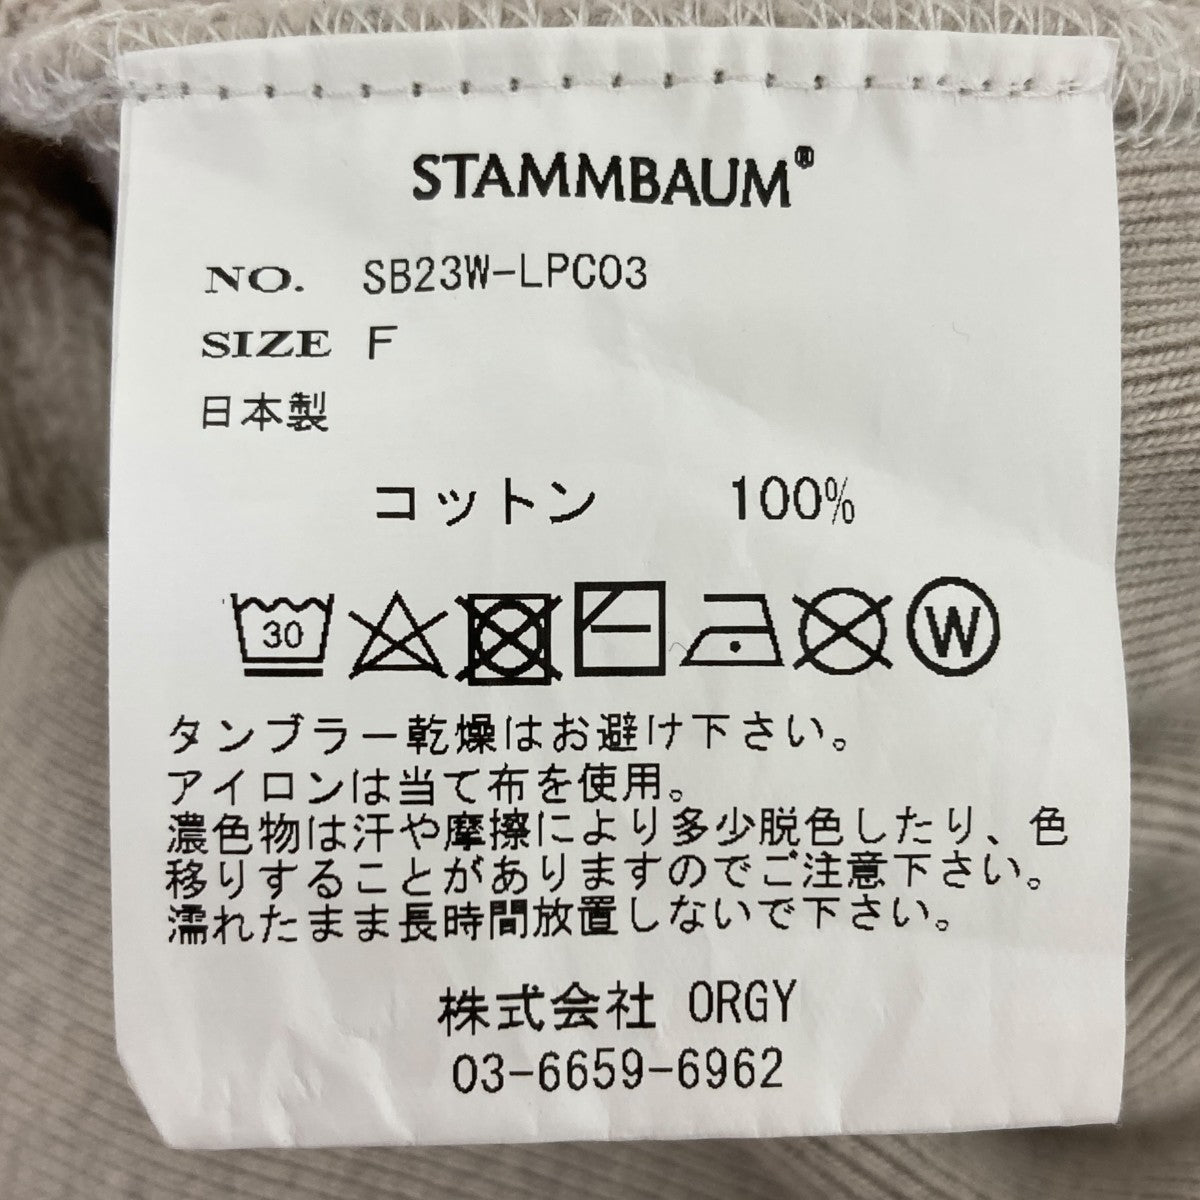 STAMMBAUM®
NO. SB23W-LPC03
SIZE F
日本製
コットン 100%
30 W
タンブラー乾燥はお避け下さい。
アイロンは当て布を使用。
濃色物は汗や摩擦により多少脱色したり、色
移りすることがありますのでご注意下さい。
濡れたまま長時間放置しないで下さい。
株式会社 ORGY
03-6659-6962